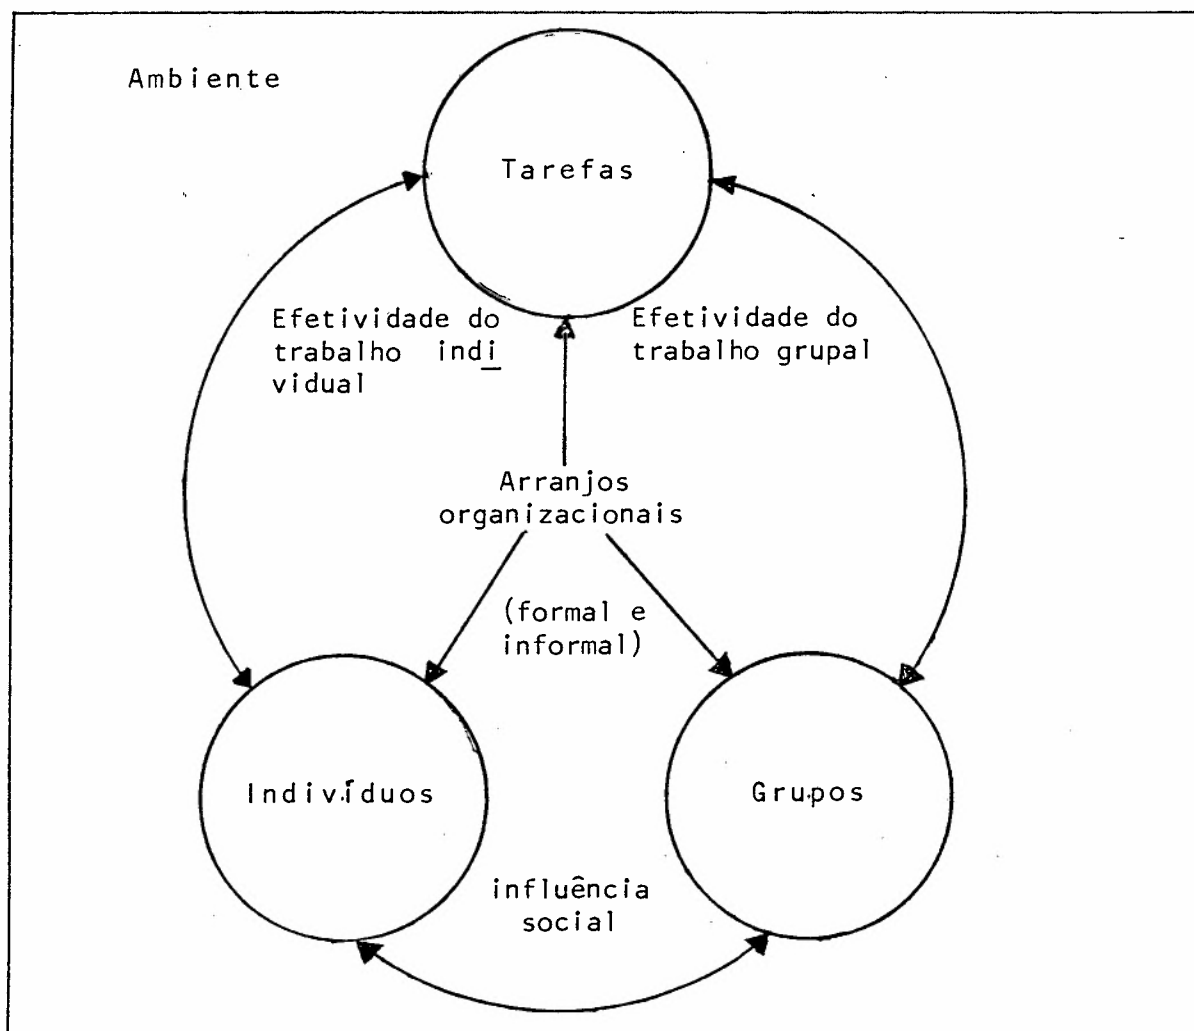 Ambiente
Tarefas
Efetividade do
trabalho indi
vidual
Efetividade do
trabalho grupal
Arranjos
organizacionais
(formal e
informal)
Indivíduos
Grupos
influência
social